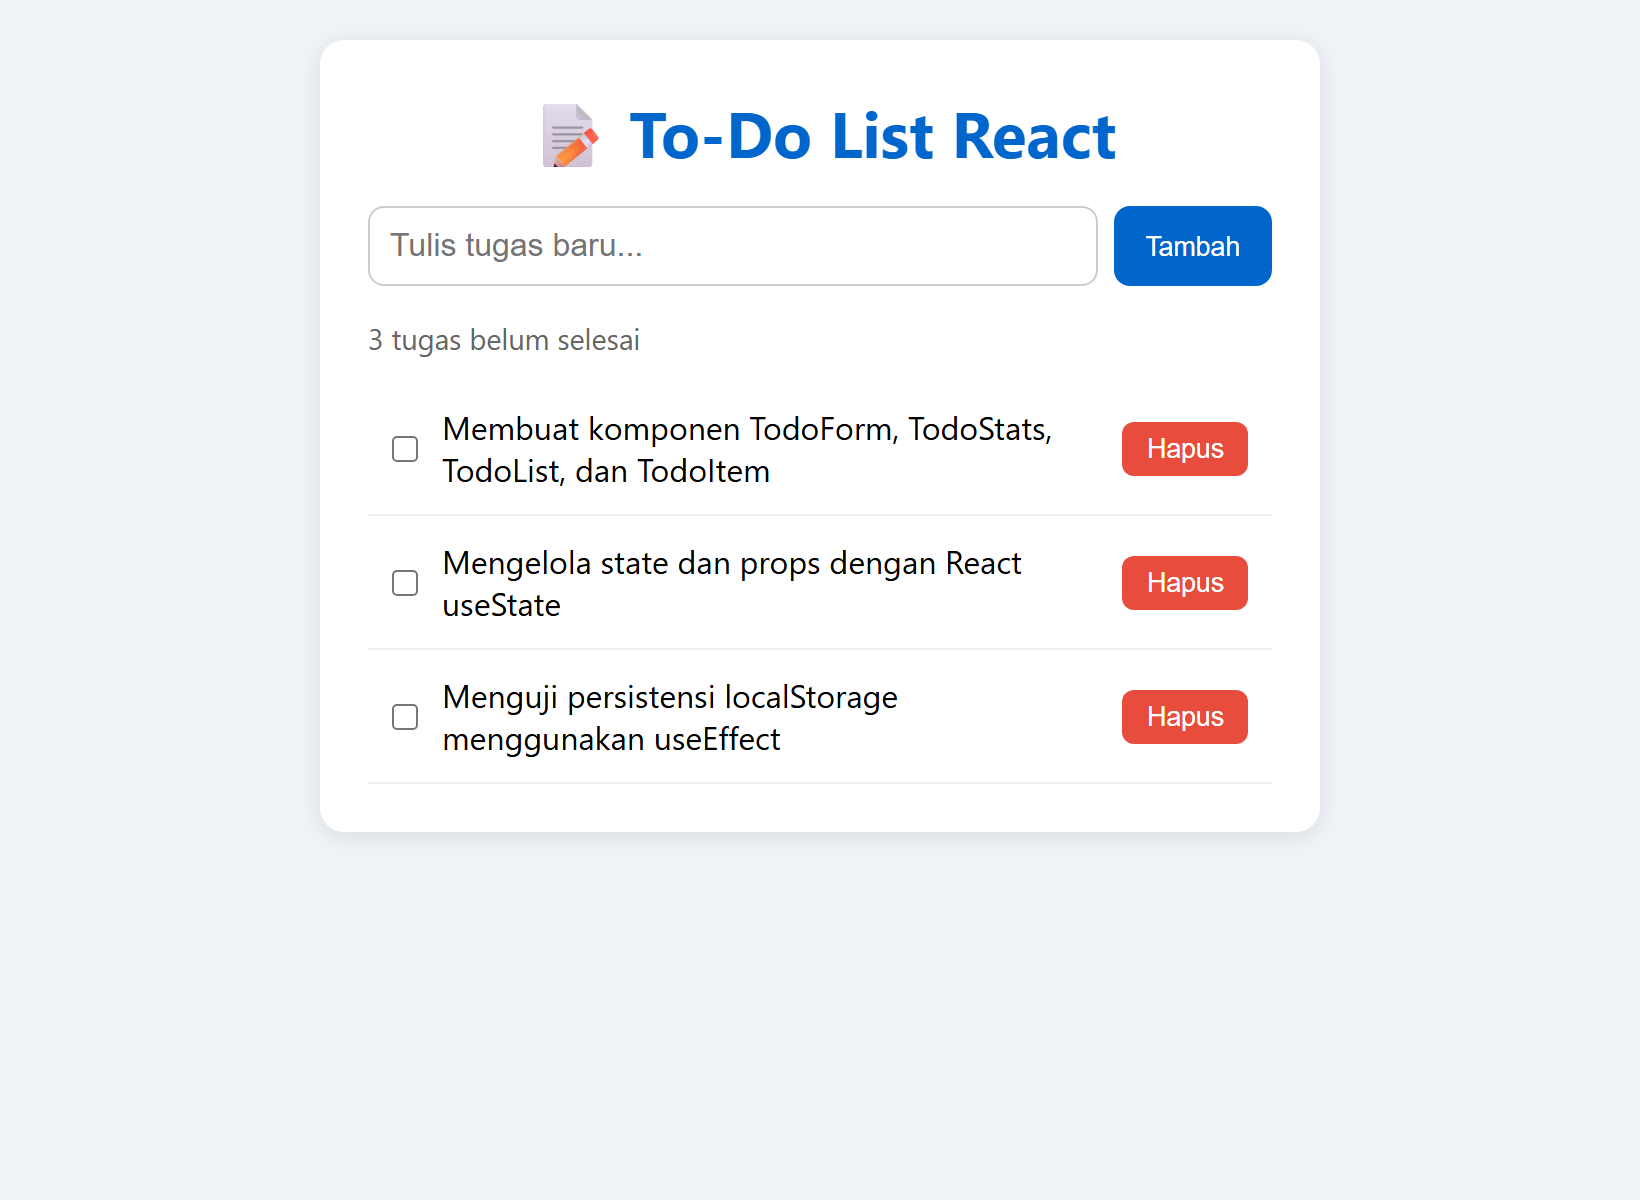 To-Do List React
Tulis tugas baru...
Tambah
3 tugas belum selesai
Membuat komponen TodoForm, TodoStats,
TodoList, dan TodoItem
Hapus
Mengelola state dan props dengan React
useState
Hapus
Menguji persistensi localStorage
menggunakan useEffect
Hapus